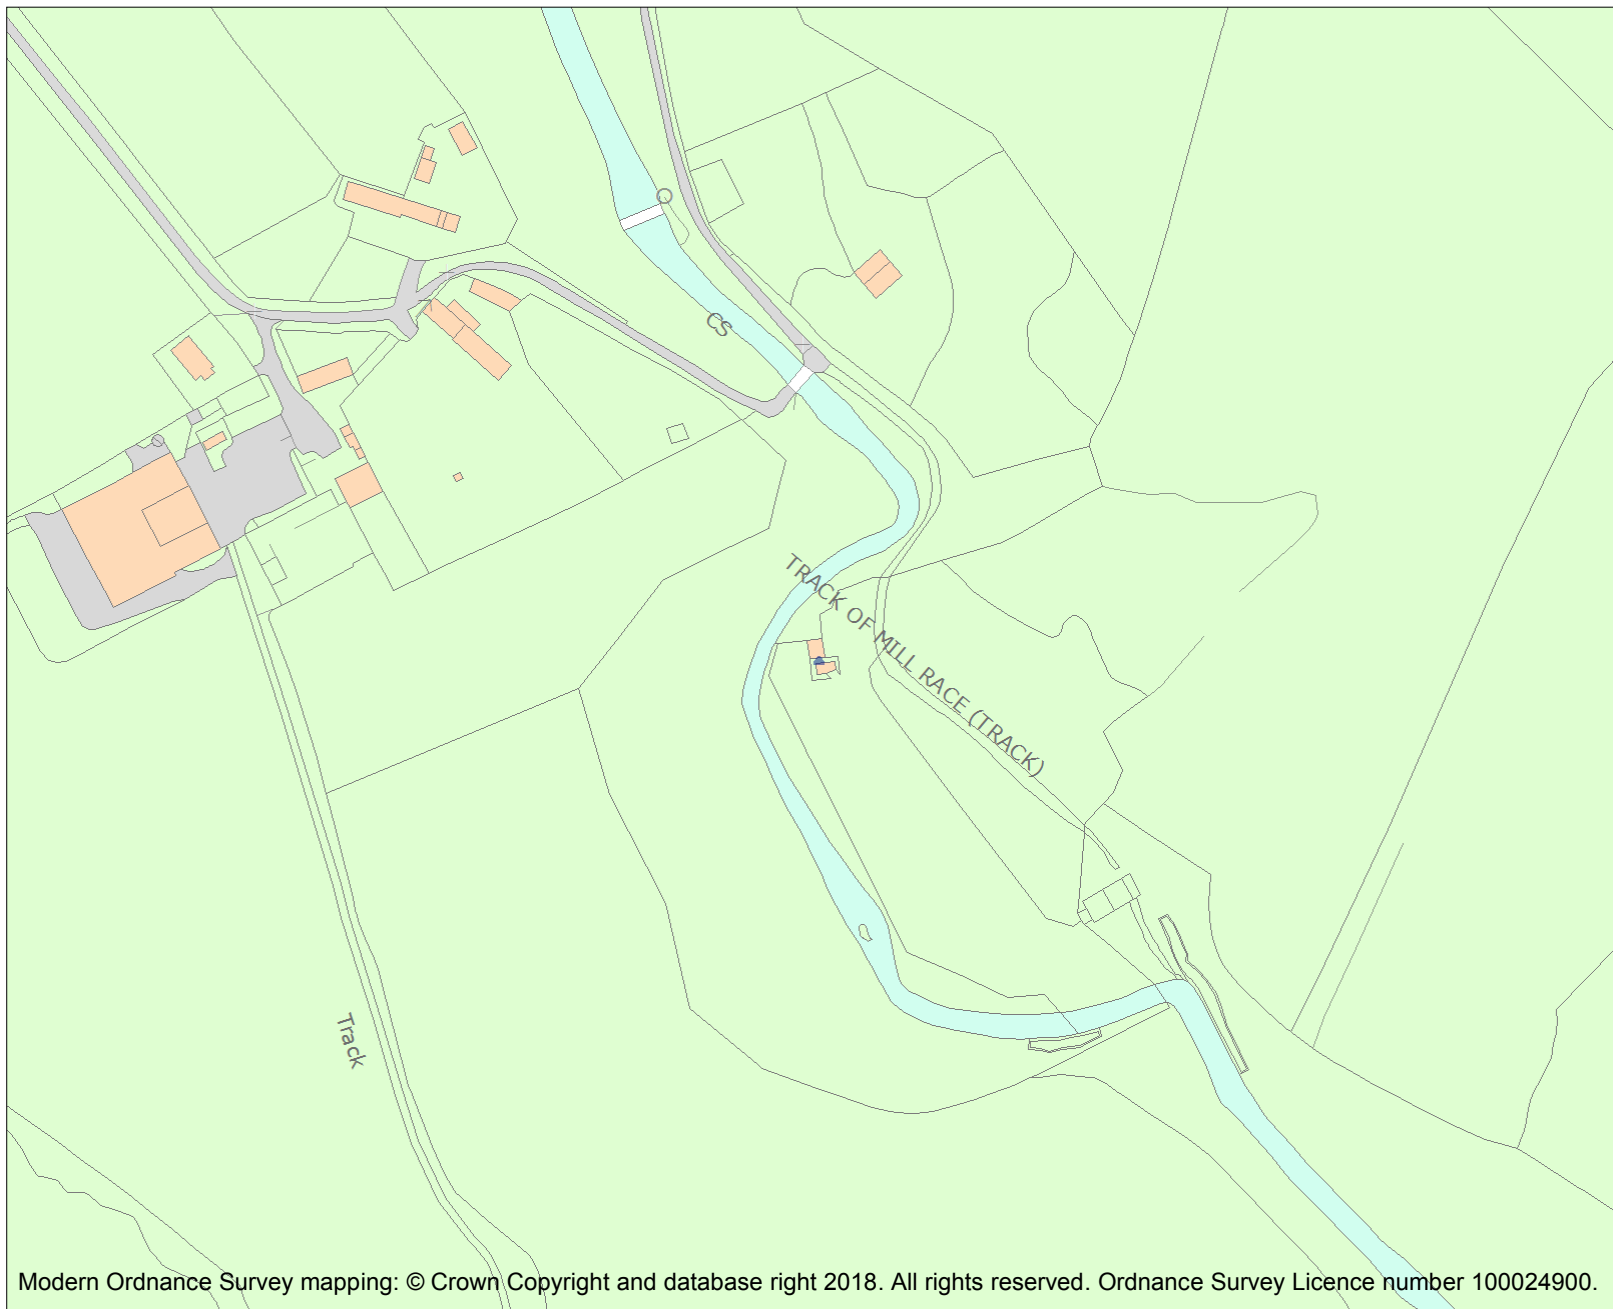 CS
TRACK OF MILL RACE (TRACK)
Track
Modern Ordnance Survey mapping: © Crown Copyright and database right 2018. All rights reserved. Ordnance Survey Licence number 100024900.